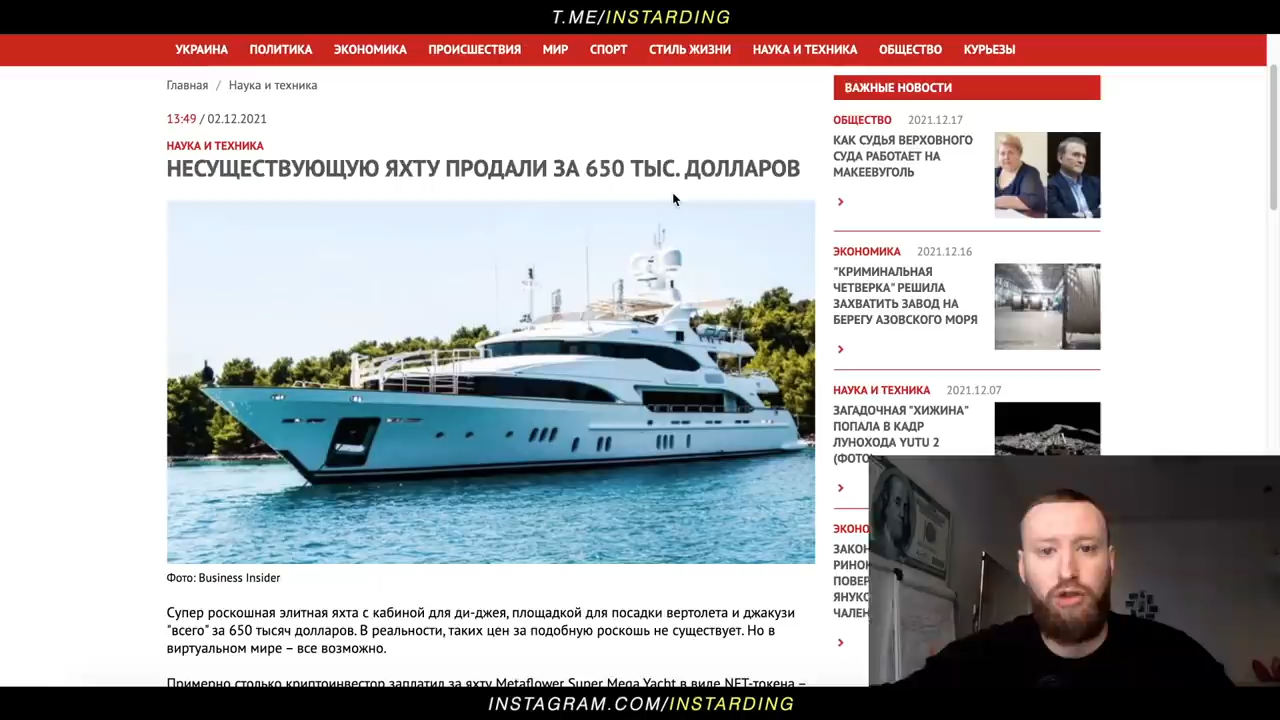 T.ME/INSTARDING
УКРАИНА ПОЛИТИКА ЭКОНОМИКА ПРОИСШЕСТВИЯ МИР СПОРТ СТИЛЬ ЖИЗНИ НАУКА И ТЕХНИКА ОБЩЕСТВО КУРЬЕЗЫ
Главная / Наука и техника
13:49 / 02.12.2021
НАУКА И ТЕХНИКА
НЕСУЩЕСТВУЮЩУЮ ЯХТУ ПРОДАЛИ ЗА 650 ТЫС. ДОЛЛАРОВ
Фото: Business Insider
Супер роскошная элитная яхта с кабиной для ди-джея, площадкой для посадки вертолета и джакузи
"всего" за 650 тысяч долларов. В реальности, таких цен за подобную роскошь не существует. Но в
виртуальном мире – все возможно.
Примерно столько криптоинвестор заплатил за яхту Metaflower Super Mega Yacht в виде NFT-токена –
ВАЖНЫЕ НОВОСТИ
ОБЩЕСТВО 2021.12.17
КАК СУДЬЯ ВЕРХОВНОГО
СУДА РАБОТАЕТ НА
МАКЕЕВУГОЛЬ
ЭКОНОМИКА 2021.12.16
"КРИМИНАЛЬНАЯ
ЧЕТВЕРКА" РЕШИЛА
ЗАХВАТИТЬ ЗАВОД НА
БЕРЕГУ АЗОВСКОГО МОРЯ
НАУКА И ТЕХНИКА 2021.12.07
ЗАГАДОЧНАЯ "ХИЖИНА"
ПОПАЛА В КАДР
ЛУНОХОДА YUTU 2
(ФОТО
ЭКОНО
ЗАКОН
РИНОК
ПОВЕР
ЯНУКО
ЧАЛЕН
INSTAGRAM.COM/INSTARDING